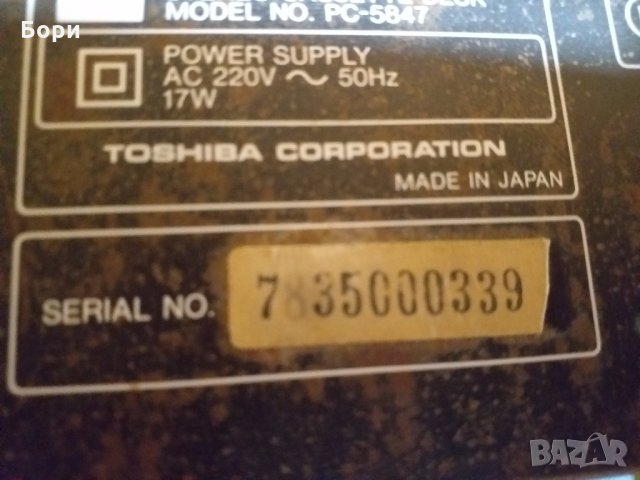 Бори
MODEL NO. PC-5847
POWER SUPPLY
AC 220V ~ 50Hz
17W
TOSHIBA CORPORATION
MADE IN JAPAN
SERIAL NO. 7835000339
BAZAR